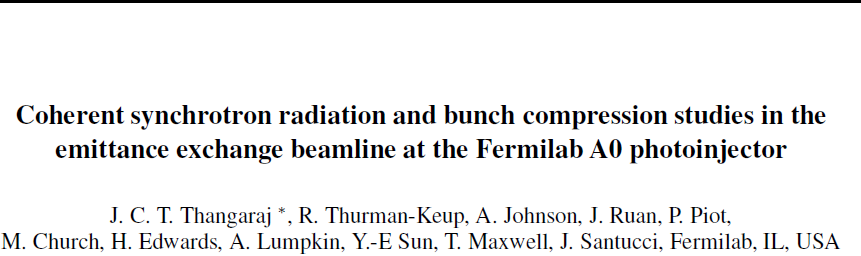 Coherent synchrotron radiation and bunch compression studies in the
emittance exchange beamline at the Fermilab A0 photoinjector
J. C. T. Thangaraj *, R. Thurman-Keup, A. Johnson, J. Ruan, P. Piot,
M. Church, H. Edwards, A. Lumpkin, Y.-E Sun, T. Maxwell, J. Santucci, Fermilab, IL, USA